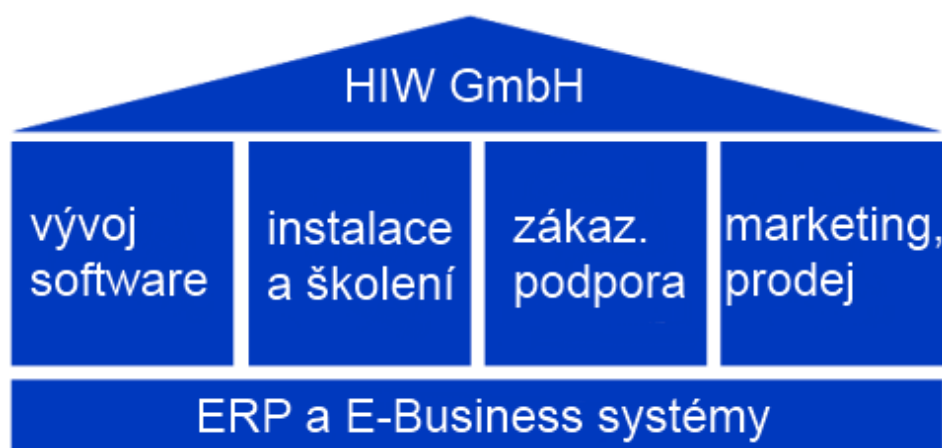 HIW GmbH
vývoj
software
instalace
a školení
zákaz.
podpora
marketing,
prodej
ERP a E-Business systémy